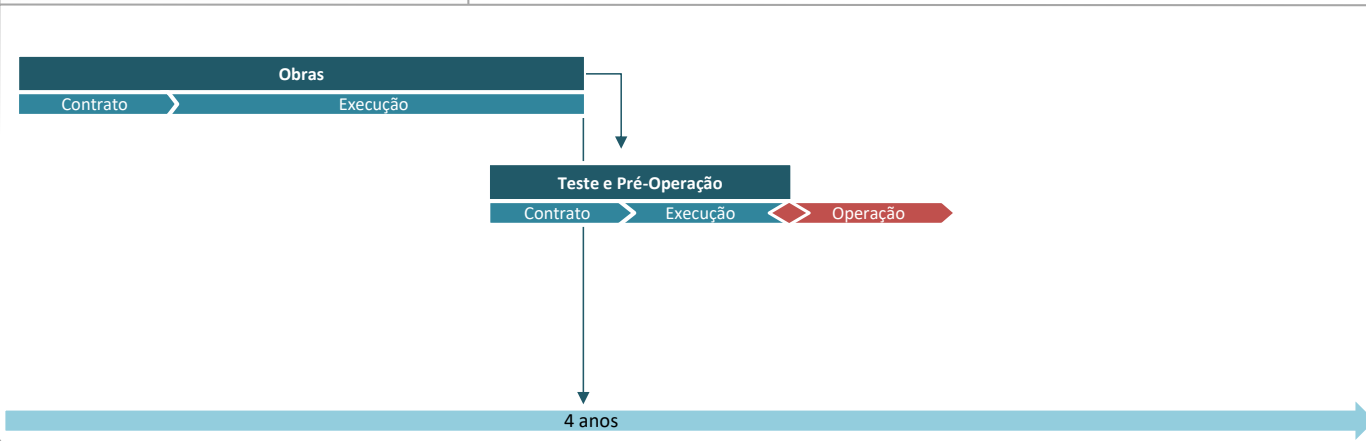 Obras
Contrato
Execução
Teste e Pré-Operação
Contrato
Execução
Operação
4 anos